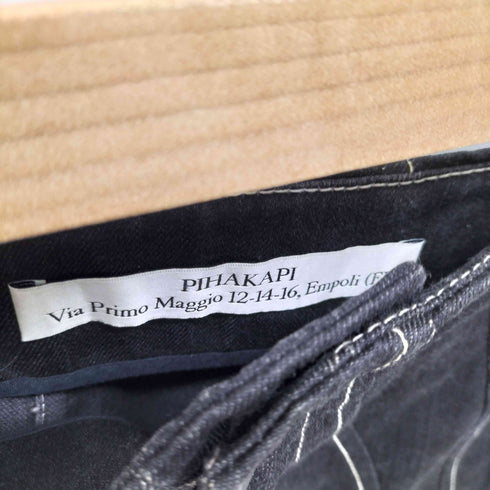 PIHAKAPI
Via Primo Maggio 12-14-16, Empoli